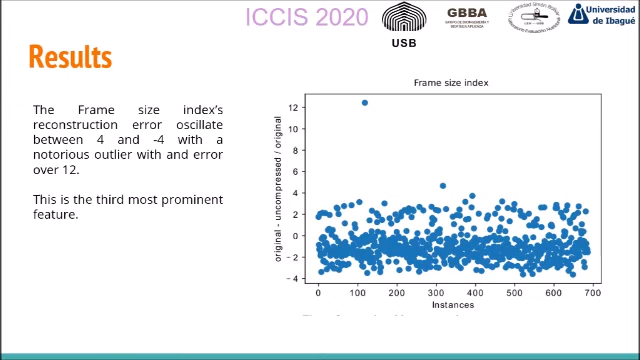 ICCIS 2020
USB
GBBA
Universidad
de Ibagué
Results
The Frame size index's
reconstruction error oscillate
between 4 and -4 with a
notorious outlier with and error
over 12.
This is the third most prominent
feature.
Frame size index
original - uncompressed / original
12
10
8
6
4
2
0
−2
−4
0 100 200 300 400 500 600 700
Instances